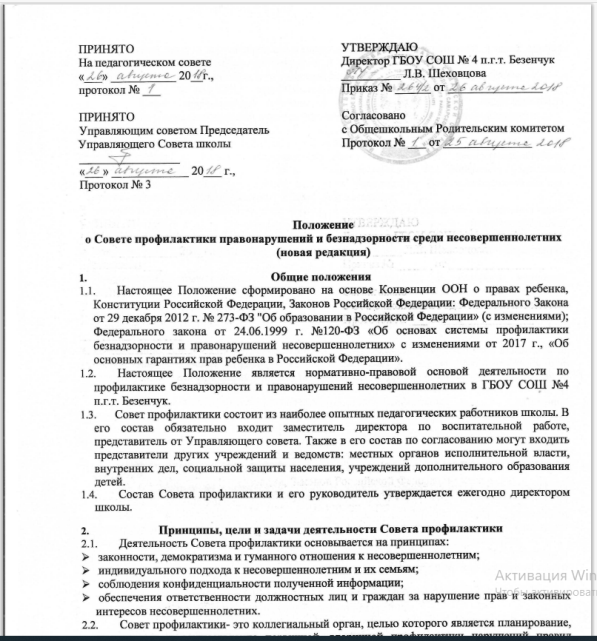 ПРИНЯТО
На педагогическом совете
«26» августа 2018г.,
протокол № 1
УТВЕРЖДАЮ
Директор ГБОУ СОШ № 4 п.г.т. Безенчук
Л.В. Шеховцова
Приказ № 264/2 от 26 августа 2018
ПРИНЯТО
Управляющим советом Председатель
Управляющего Совета школы
«26» августа 2018 г.,
Протокол № 3
Согласовано
с Общешкольным Родительским комитетом
Протокол № 1 от 25 августа 2018
Положение
о Совете профилактики правонарушений и безнадзорности среди несовершеннолетних
(новая редакция)
1. Общие положения
1.1. Настоящее Положение сформировано на основе Конвенции ООН о правах ребенка,
Конституции Российской Федерации, Законов Российской Федерации: Федерального Закона
от 29 декабря 2012 г. № 273-ФЗ "Об образовании в Российской Федерации» (с изменениями);
Федерального закона от 24.06.1999 г. №120-ФЗ «Об основах системы профилактики
безнадзорности и правонарушений несовершеннолетних» с изменениями от 2017 г., «Об
основных гарантиях прав ребенка в Российской Федерации».
1.2. Настоящее Положение является нормативно-правовой основой деятельности по
профилактике безнадзорности и правонарушений несовершеннолетних в ГБОУ СОШ №4
п.г.т. Безенчук.
1.3. Совет профилактики состоит из наиболее опытных педагогических работников школы. В
его состав обязательно входит заместитель директора по воспитательной работе,
представитель от Управляющего совета. Также в его состав по согласованию могут входить
представители других учреждений и ведомств: местных органов исполнительной власти,
внутренних дел, социальной защиты населения, учреждений дополнительного образования
детей.
1.4. Состав Совета профилактики и его руководитель утверждается ежегодно директором
школы.
2. Принципы, цели и задачи деятельности Совета профилактики
2.1. Деятельность Совета профилактики основывается на принципах:
➢ законности, демократизма и гуманного отношения к несовершеннолетним;
➢ индивидуального подхода к несовершеннолетним и их семьям;
➢ соблюдения конфиденциальности полученной информации;
➢ обеспечения ответственности должностных лиц и граждан за нарушение прав и законных
интересов несовершеннолетних.
2.2. Совет профилактики- это коллегиальный орган, целью которого является планирование,
Активация Win
Чтобы активироват